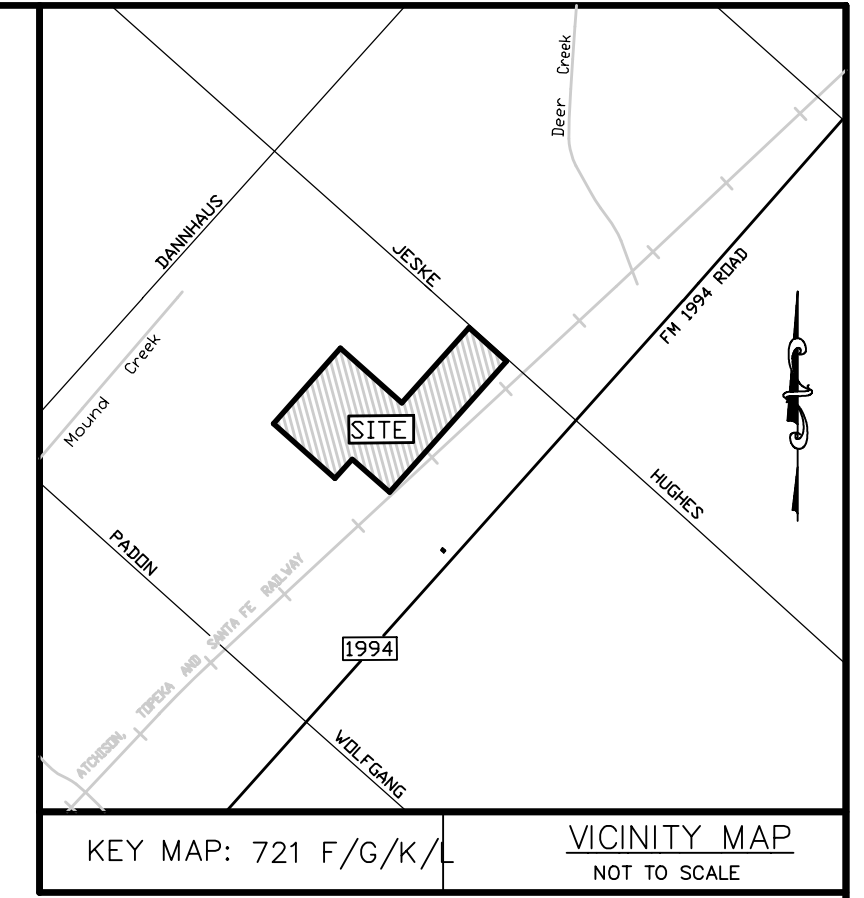 Deer Creek
DANNHAUS
JESKE
FM 1994 ROAD
Mound Creek
SITE
HUGHES
PADON
ATCHISON, TOPEKA AND SANTA FE RAILWAY
1994
WOLFGANG
KEY MAP: 721 F/G/K/L
VICINITY MAP
NOT TO SCALE